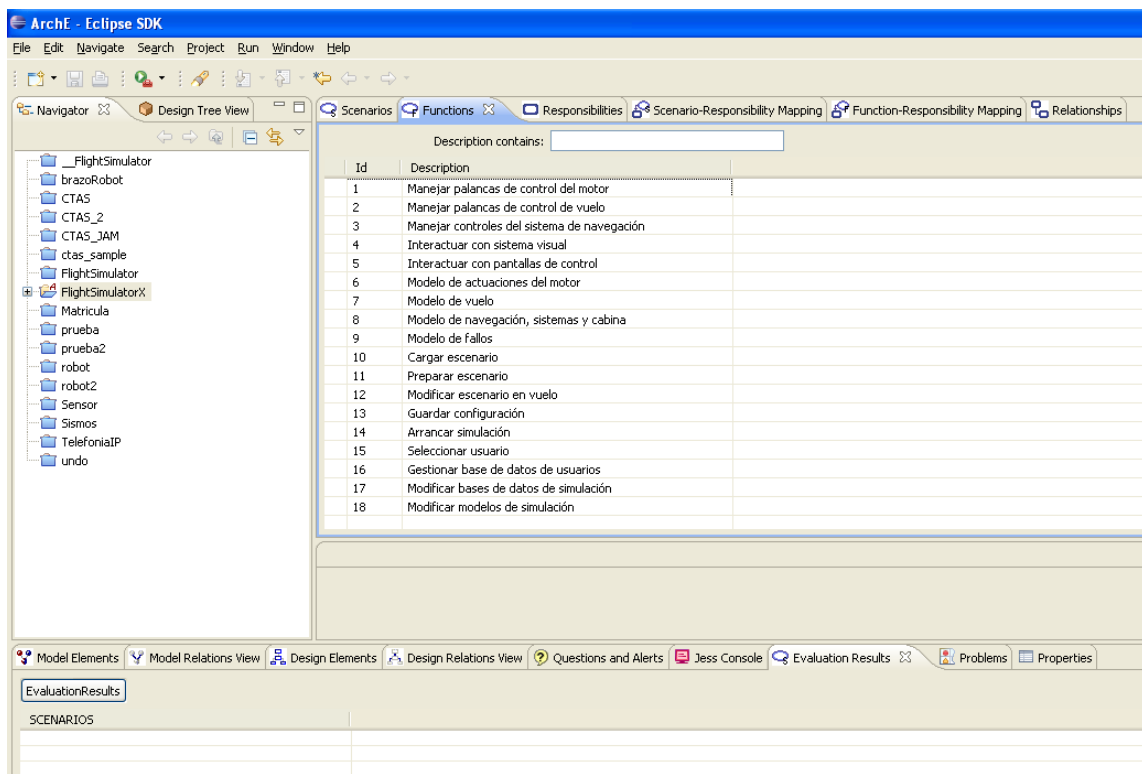 ArchE - Eclipse SDK
File Edit Navigate Search Project Run Window Help
Navigator Design Tree View
__FlightSimulator
brazoRobot
CTAS
CTAS_2
CTAS_JAM
ctas_sample
FlightSimulator
FlightSimulatorX
Matricula
prueba
prueba2
robot
robot2
Sensor
Sismos
TelefoniaIP
undo
Scenarios Functions Responsibilities Scenario-Responsibility Mapping Function-Responsibility Mapping Relationships
Description contains:
Id Description
1 Manejar palancas de control del motor
2 Manejar palancas de control de vuelo
3 Manejar controles del sistema de navegación
4 Interactuar con sistema visual
5 Interactuar con pantallas de control
6 Modelo de actuaciones del motor
7 Modelo de vuelo
8 Modelo de navegación, sistemas y cabina
9 Modelo de fallos
10 Cargar escenario
11 Preparar escenario
12 Modificar escenario en vuelo
13 Guardar configuración
14 Arrancar simulación
15 Seleccionar usuario
16 Gestionar base de datos de usuarios
17 Modificar bases de datos de simulación
18 Modificar modelos de simulación
Model Elements Model Relations View Design Elements Design Relations View Questions and Alerts Jess Console Evaluation Results Problems Properties
EvaluationResults
SCENARIOS